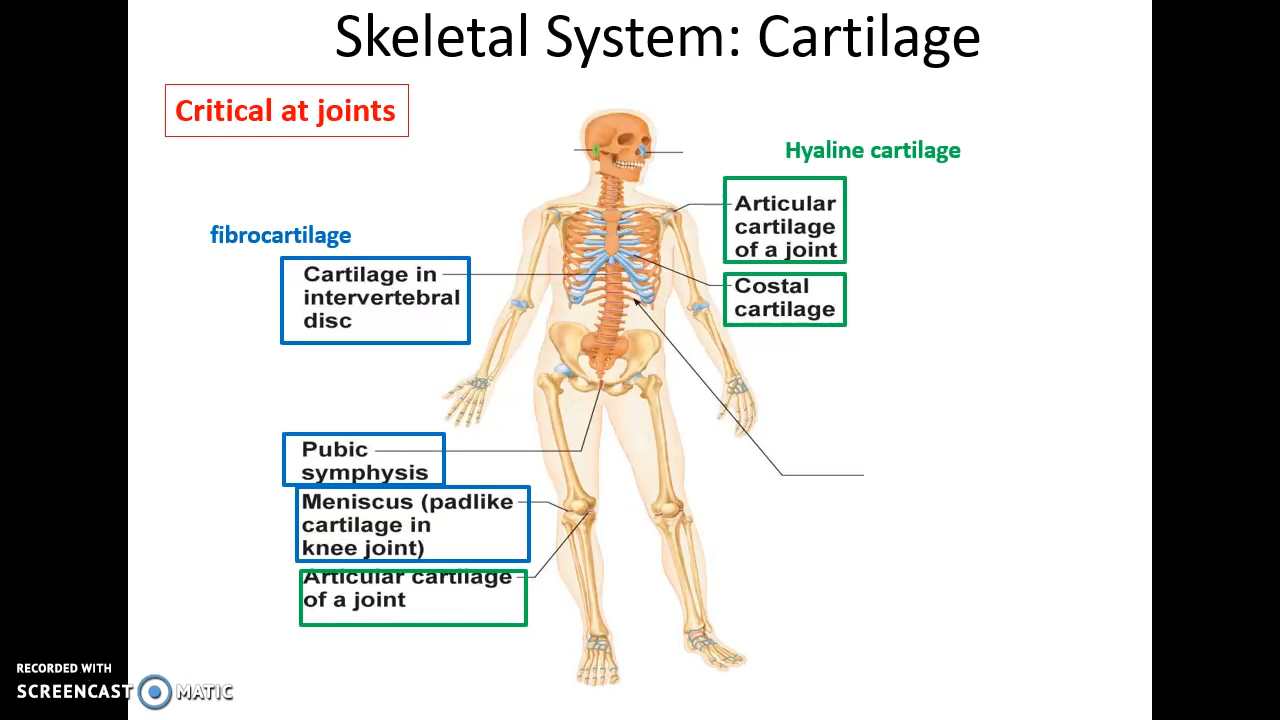 Skeletal System: Cartilage
Critical at joints
Hyaline cartilage
Articular
cartilage
of a joint
fibrocartilage
Cartilage in
intervertebral
disc
Costal
cartilage
Pubic
symphysis
Meniscus (padlike
cartilage in
knee joint)
Articular cartilage
of a joint
RECORDED WITH
SCREENCAST MATIC